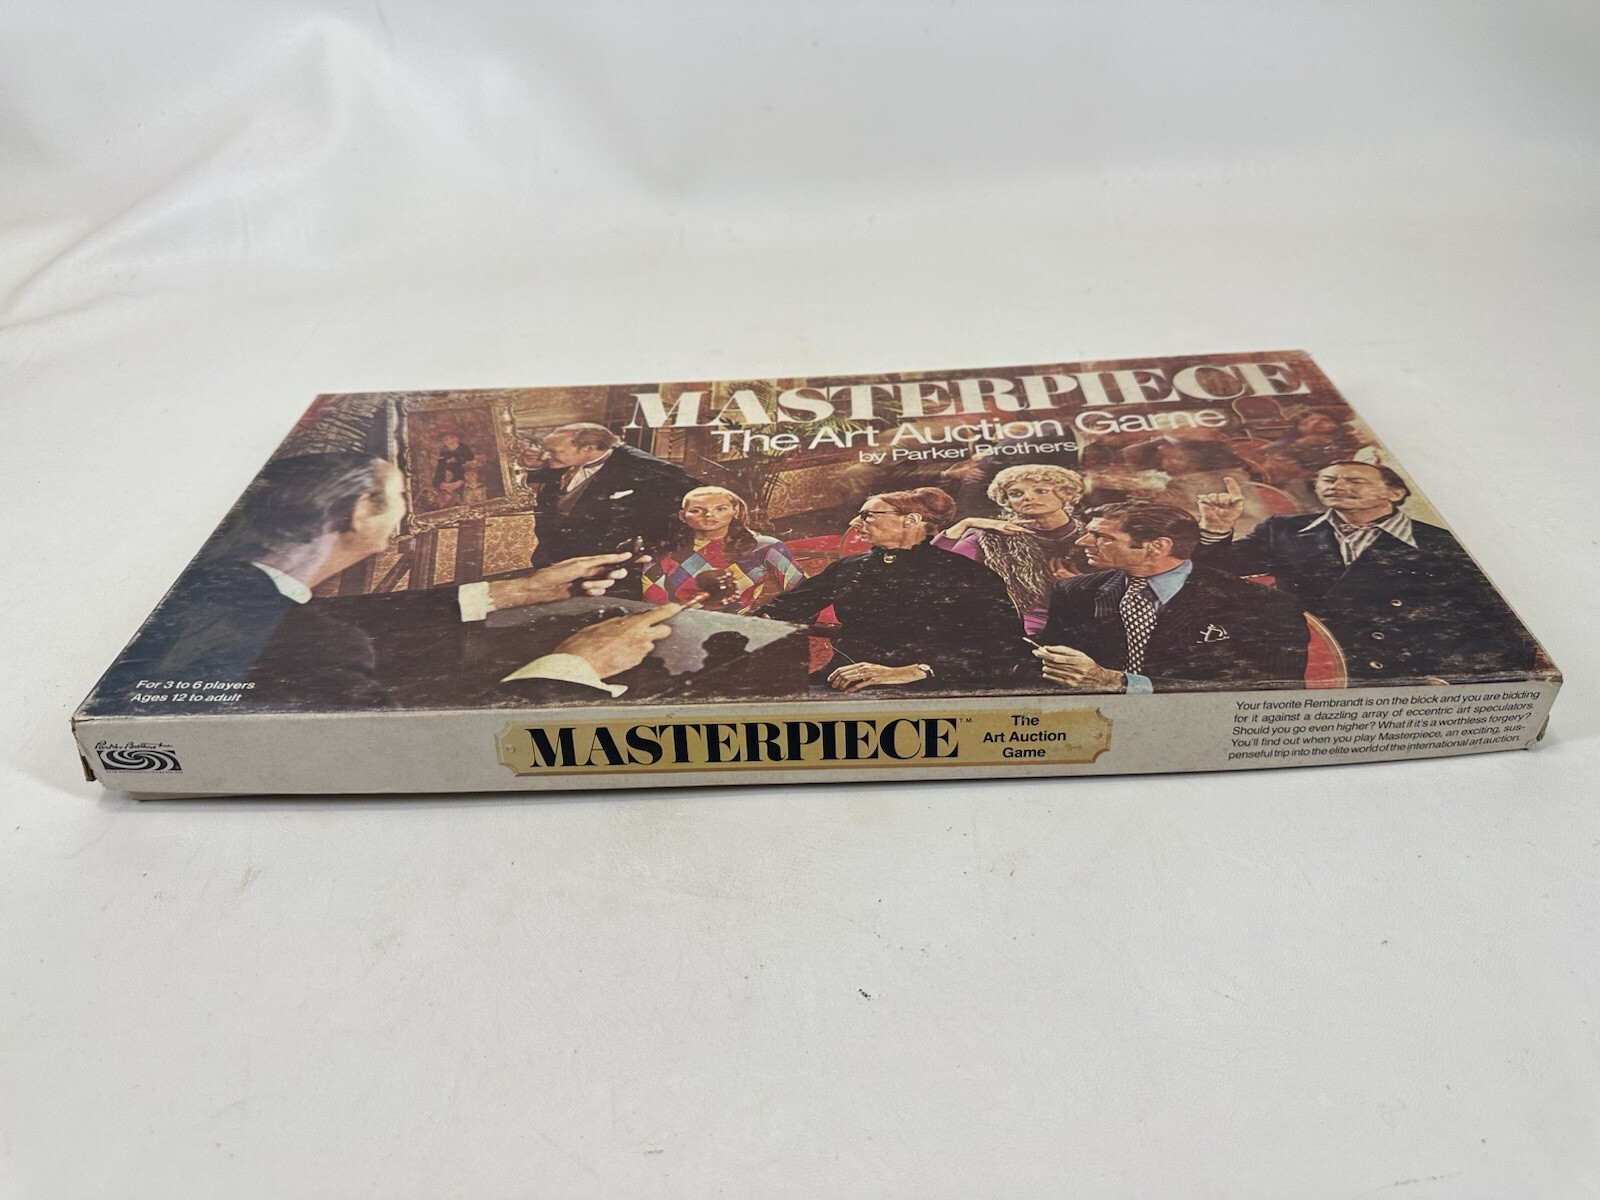 MASTERPIECE
The Art Auction Game
by Parker Brothers
For 3 to 6 players
Ages 12 to adult
Parker Brothers
MASTERPIECE™
The
Art Auction
Game
Your favorite Rembrandt is on the block and you are bidding
for it against a dazzling array of eccentric art speculators.
Should you go even higher? What if it's a worthless forgery?
You'll find out when you play Masterpiece, an exciting, sus-
penseful trip into the elite world of the international art auction.